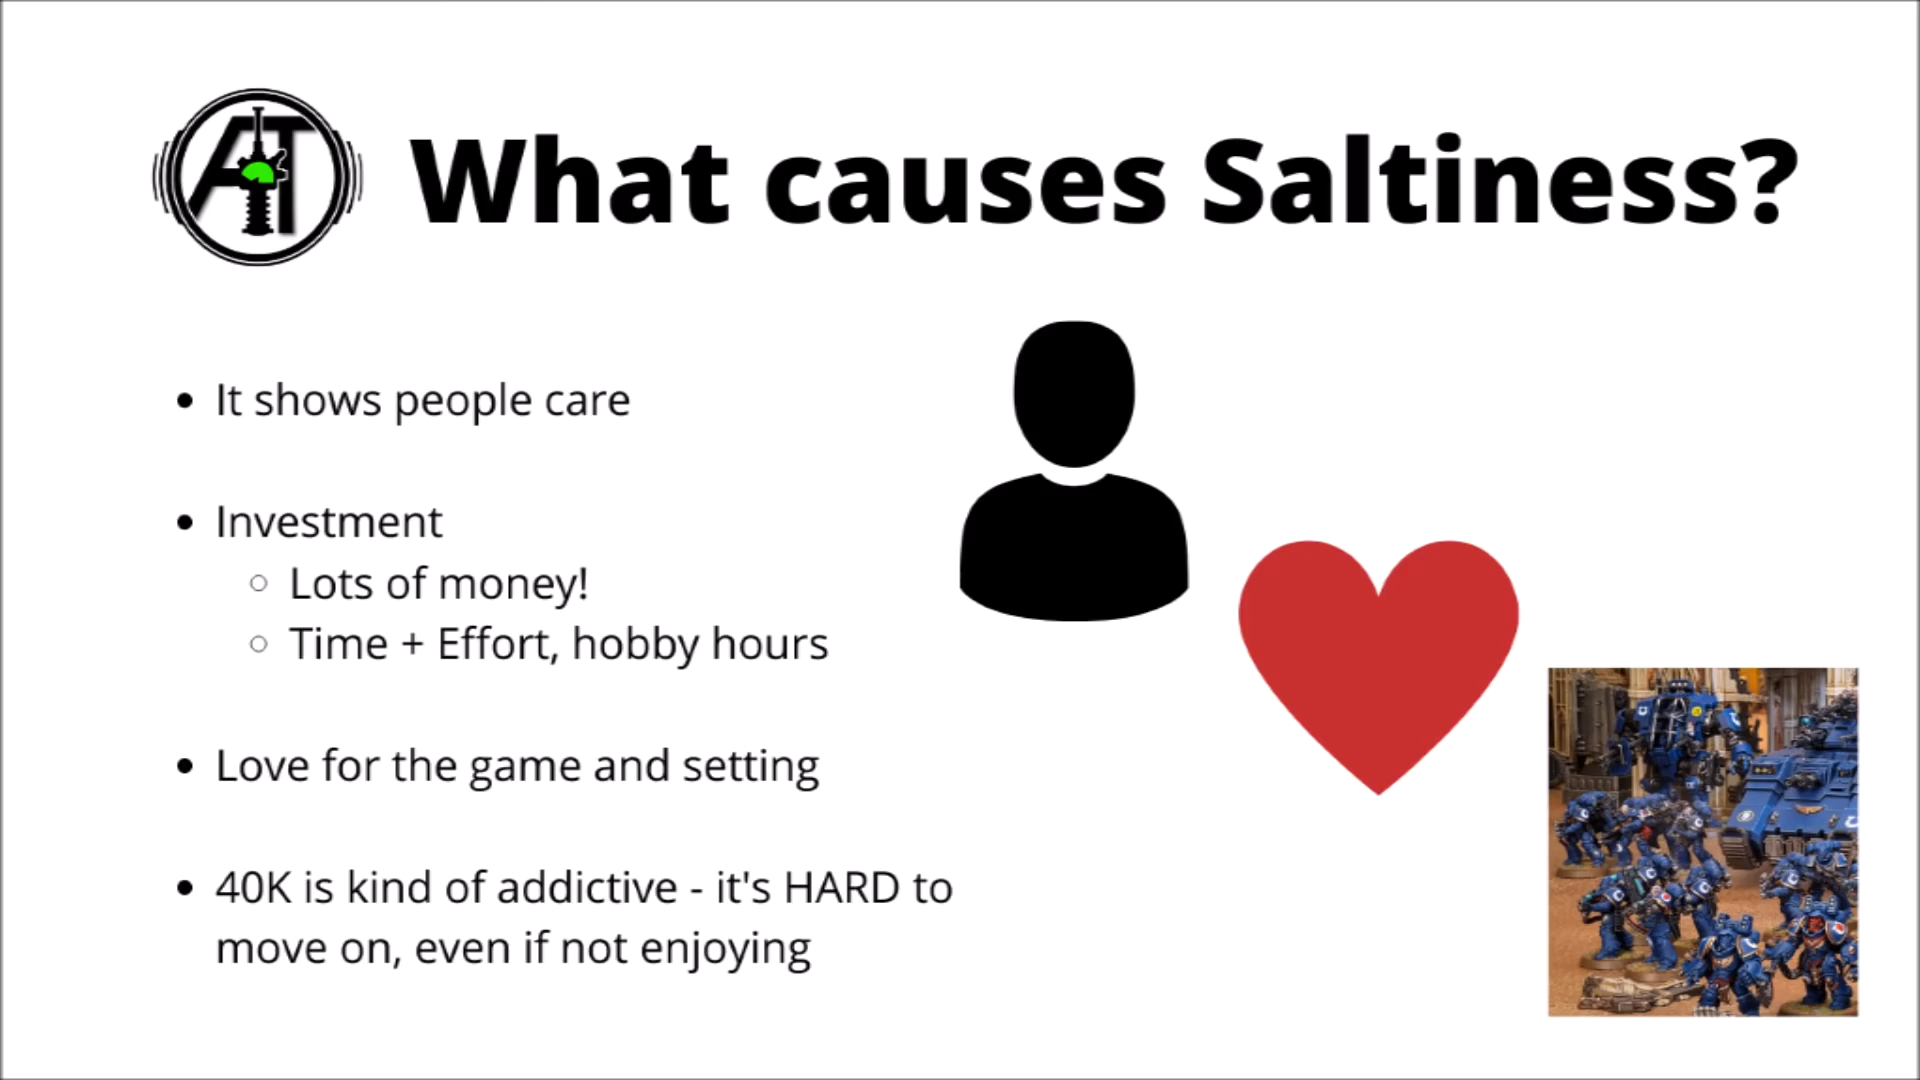 AT
What causes Saltiness?
It shows people care
Investment
Lots of money!
Time + Effort, hobby hours
Love for the game and setting
40K is kind of addictive - it's HARD to
move on, even if not enjoying